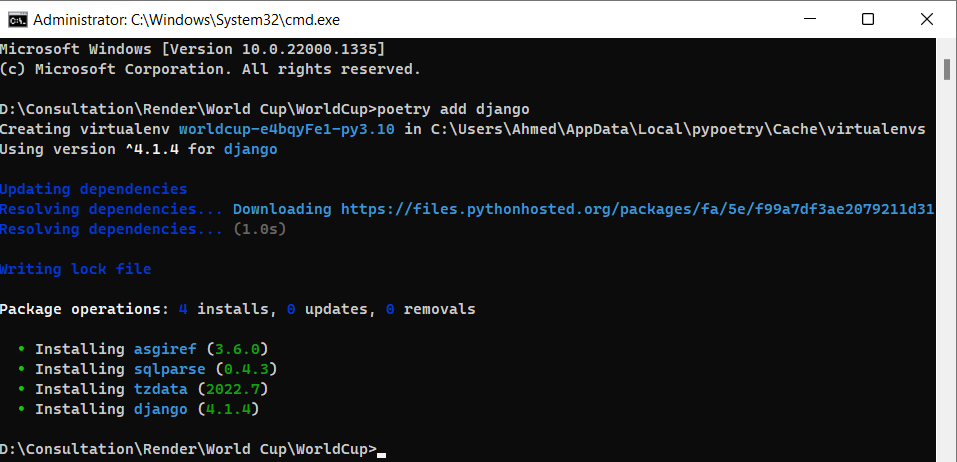 Administrator: C:\Windows\System32\cmd.exe
Microsoft Windows [Version 10.0.22000.1335]
(c) Microsoft Corporation. All rights reserved.
D:\Consultation\Render\World Cup\WorldCup>poetry add django
Creating virtualenv worldcup-e4bqyFe1-py3.10 in C:\Users\Ahmed\AppData\Local\pypoetry\Cache\virtualenvs
Using version ^4.1.4 for django
Updating dependencies
Resolving dependencies... Downloading https://files.pythonhosted.org/packages/fa/5e/f99a7df3ae2079211d31
Resolving dependencies... (1.0s)
Writing lock file
Package operations: 4 installs, 0 updates, 0 removals
• Installing asgiref (3.6.0)
• Installing sqlparse (0.4.3)
• Installing tzdata (2022.7)
• Installing django (4.1.4)
D:\Consultation\Render\World Cup\WorldCup>